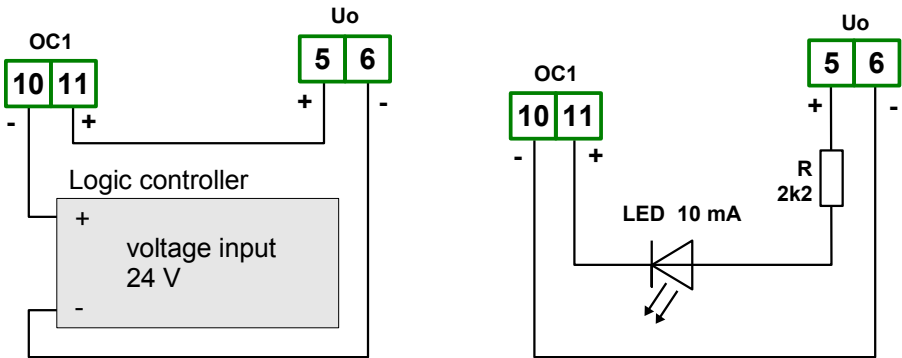 Uo
OC1
5 6
10 11
+ -
- +
Logic controller
+
voltage input
24 V
-
Uo
OC1
5 6
+ -
10 11
- +
R
2k2
LED 10 mA